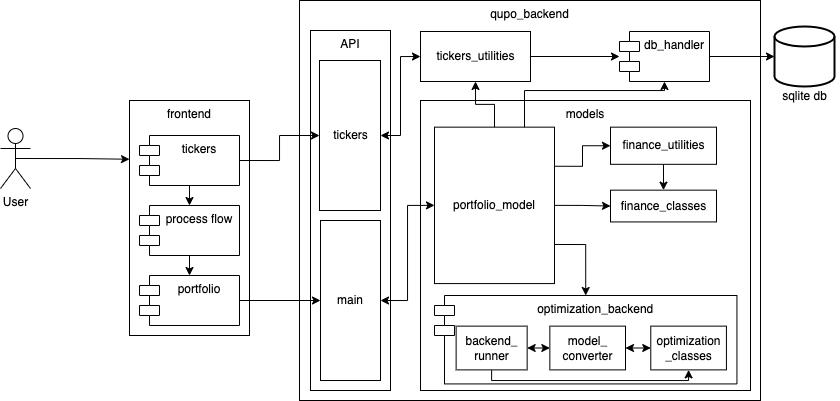 qupo_backend
API
tickers_utilities
db_handler
sqlite db
frontend
models
tickers
tickers
finance_utilities
User
process flow
portfolio_model
finance_classes
portfolio
main
optimization_backend
backend_
runner
model_
converter
optimization
_classes